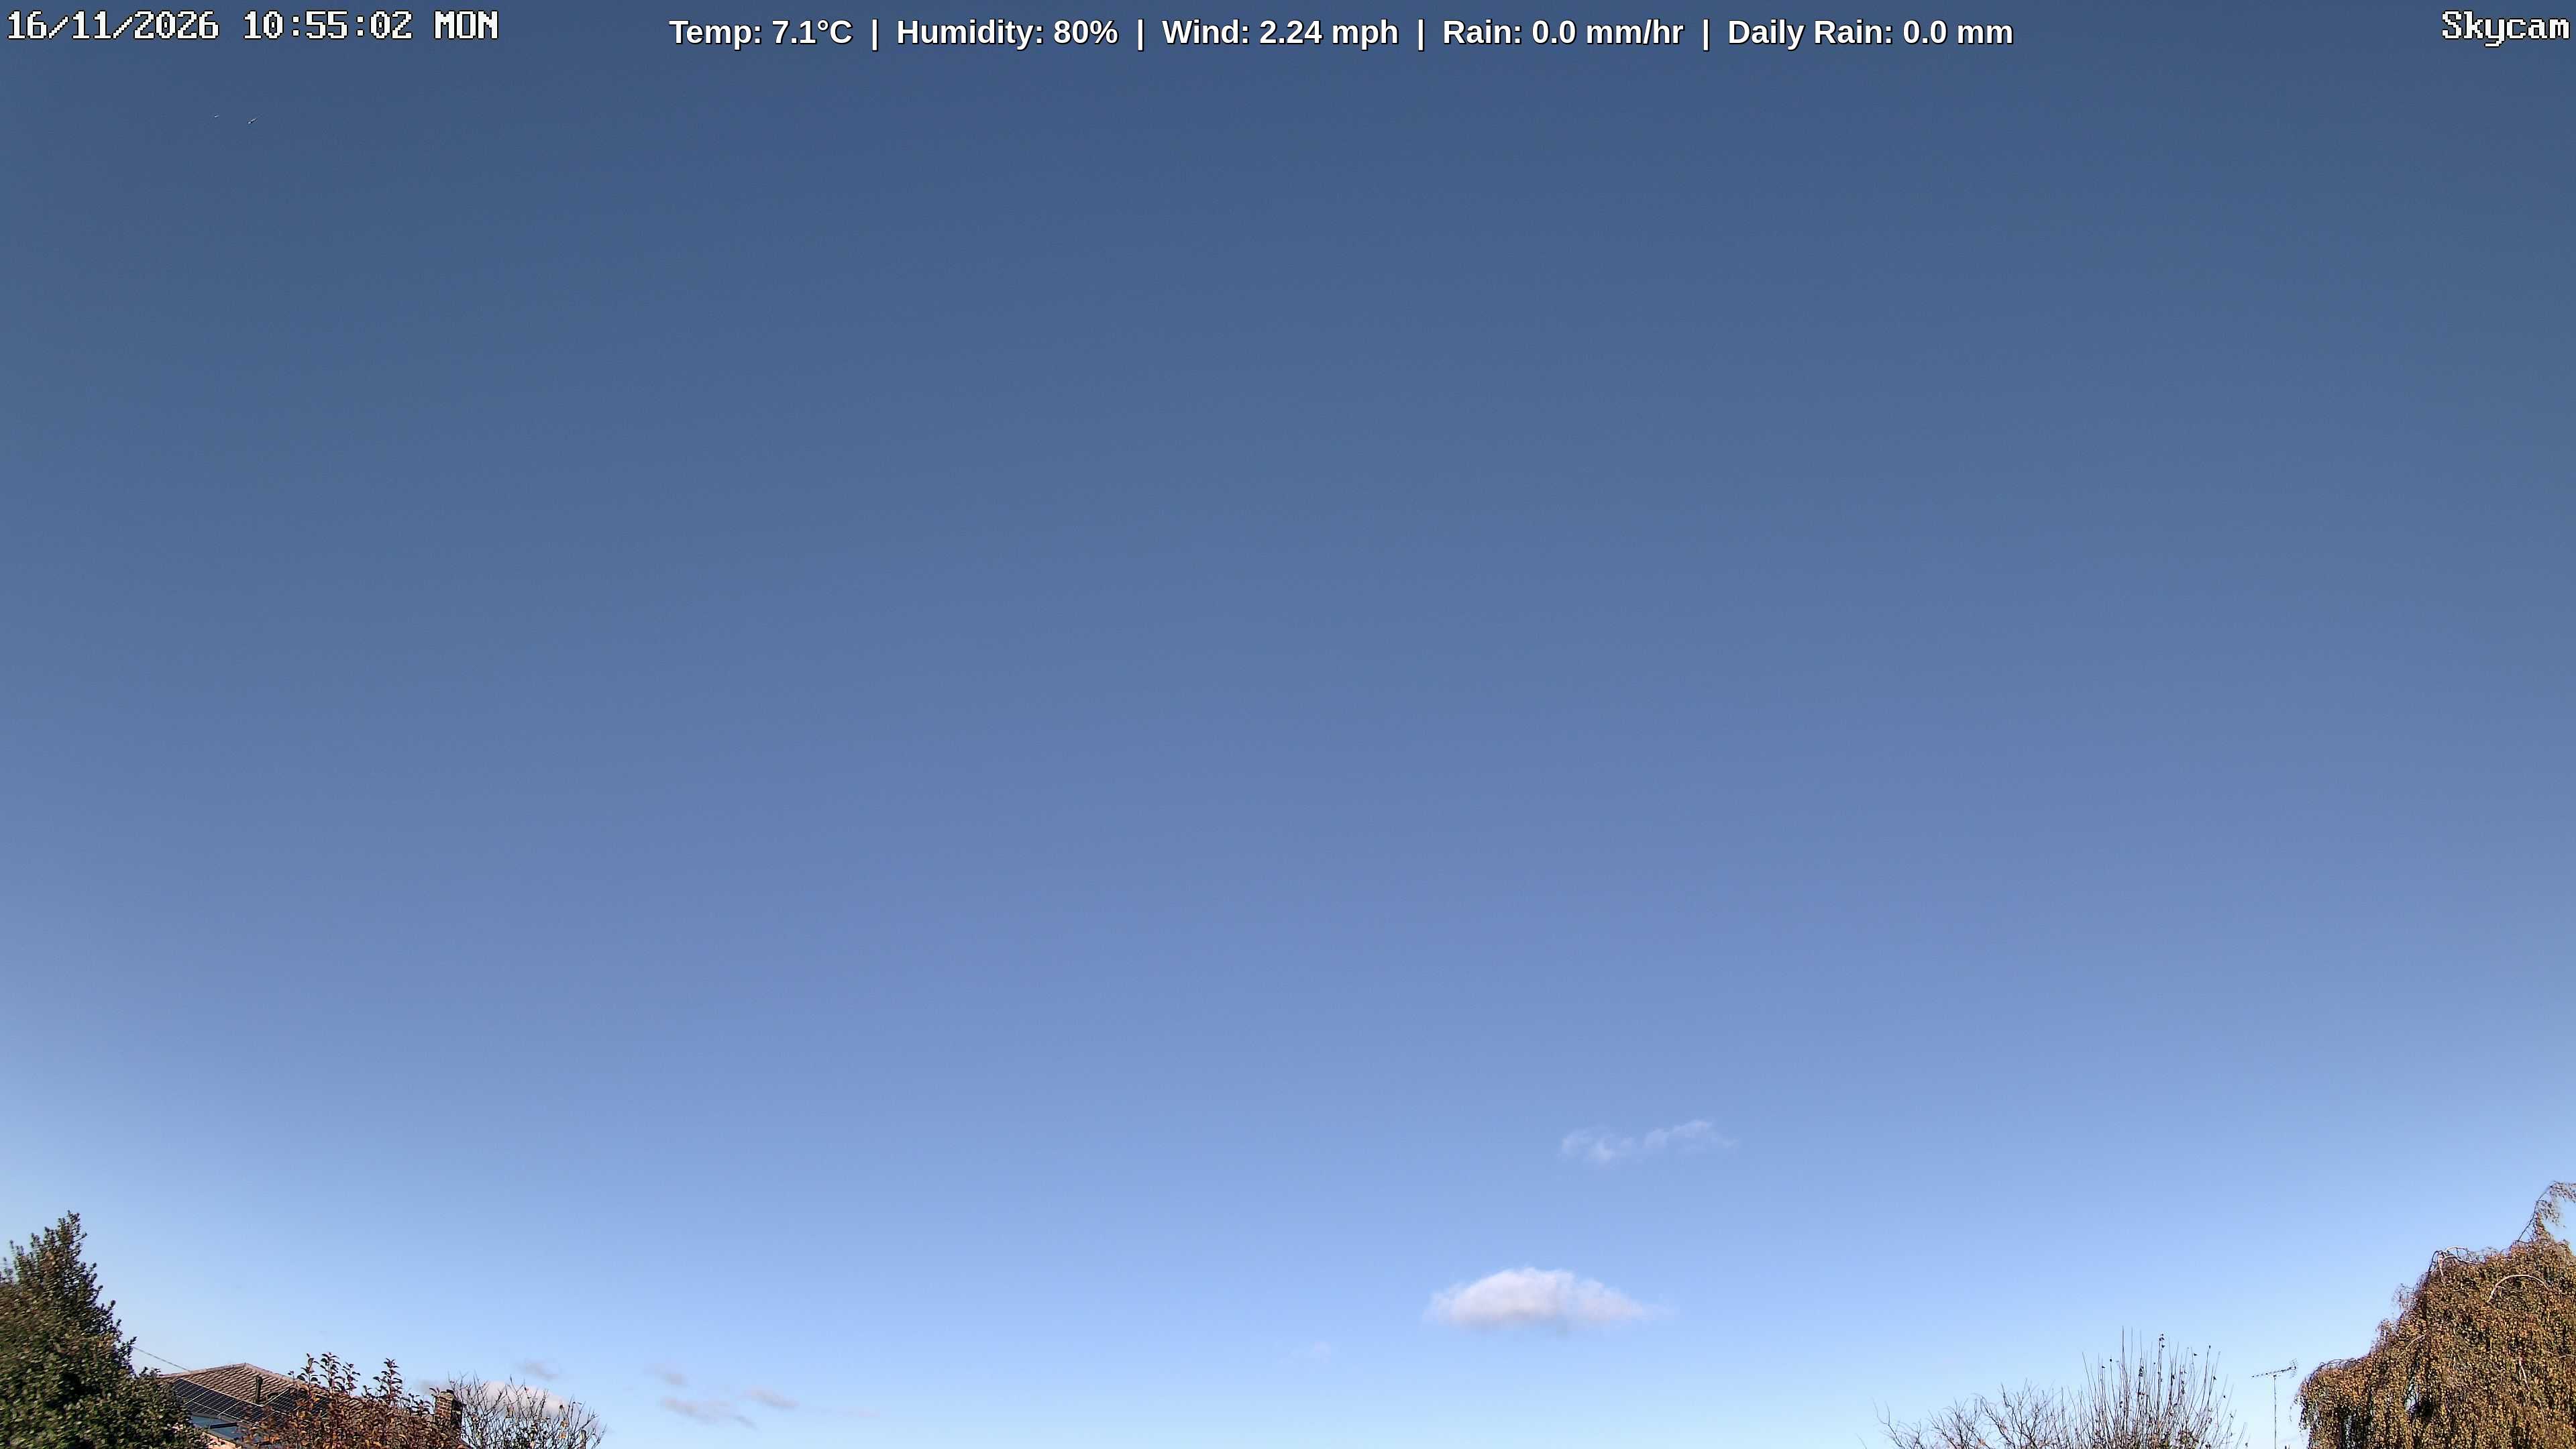 16/11/2026 10:55:02 MON
Temp: 7.1°C | Humidity: 80% | Wind: 2.24 mph | Rain: 0.0 mm/hr | Daily Rain: 0.0 mm
Skycam